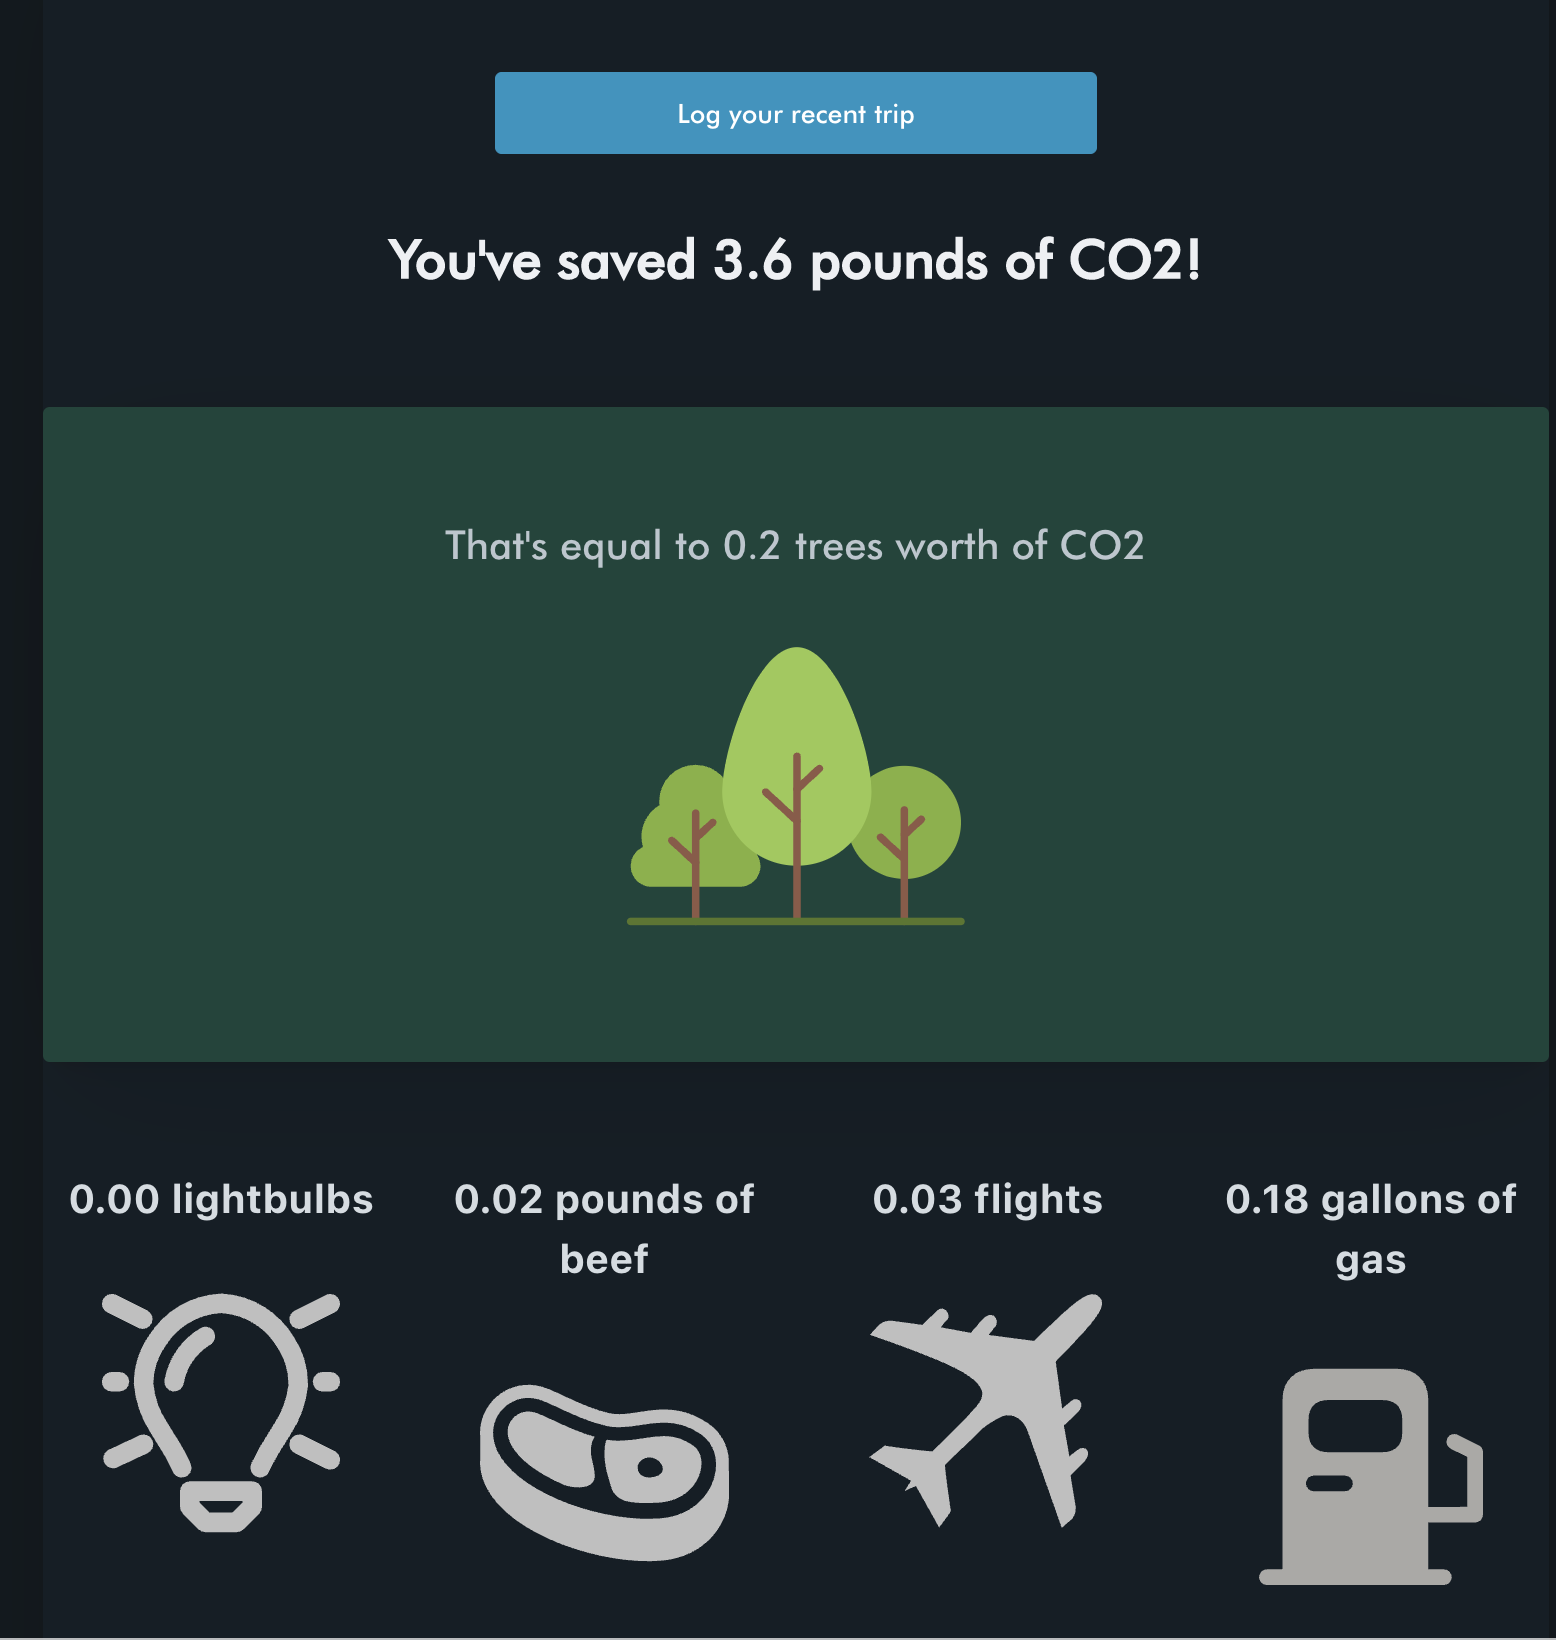 Log your recent trip
You've saved 3.6 pounds of CO2!
That's equal to 0.2 trees worth of CO2
0.00 lightbulbs
0.02 pounds of
beef
0.03 flights
0.18 gallons of
gas